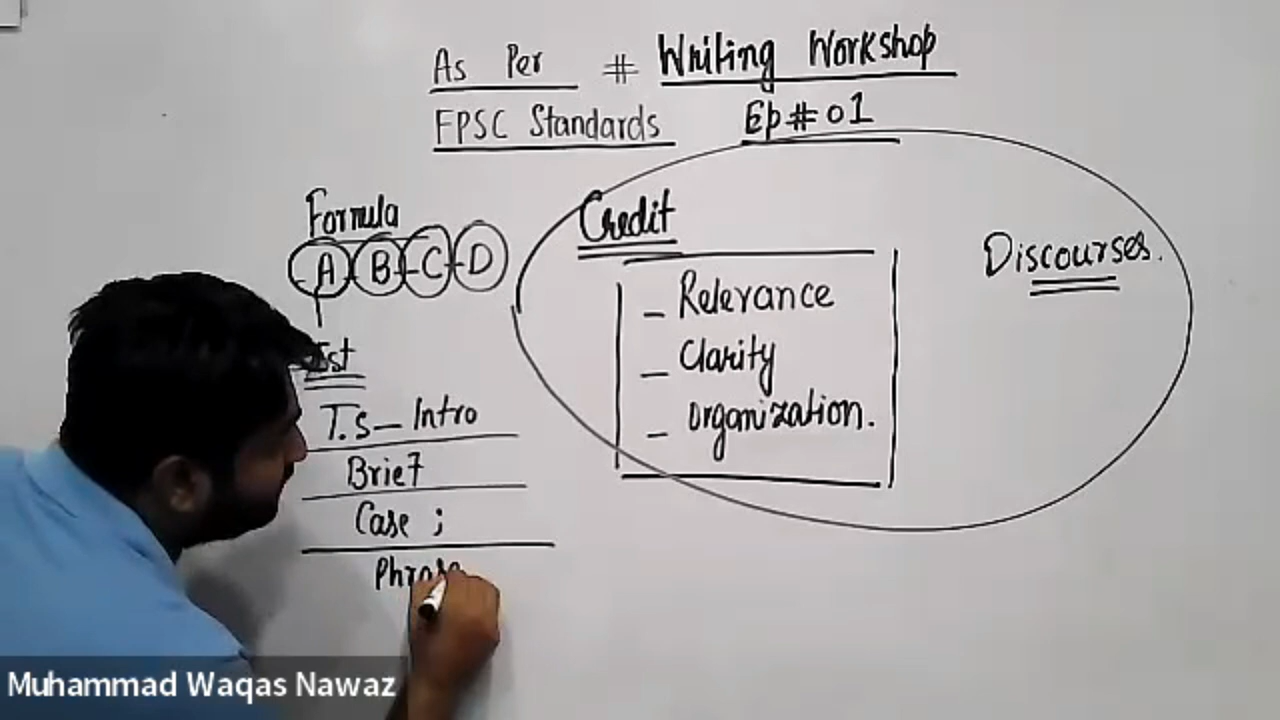 As Per # Writing Workshop
FPSC Standards Ep # 01
Formula
A-B-C-D
T.S - Intro
Brief
Case ;
Phrase
Credit
- Relevance
- Clarity
- organization.
Discourses.
Muhammad Waqas Nawaz